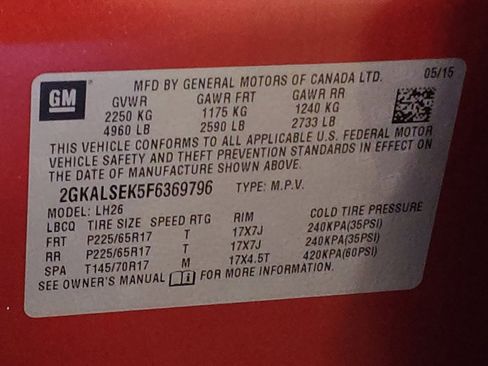 GM
MFD BY GENERAL MOTORS OF CANADA LTD. 05/15
GVWR GAWR FRT GAWR RR
2250 KG 1175 KG 1240 KG
4960 LB 2590 LB 2733 LB
THIS VEHICLE CONFORMS TO ALL APPLICABLE U.S. FEDERAL MOTOR
VEHICLE SAFETY AND THEFT PREVENTION STANDARDS IN EFFECT ON
THE DATE OF MANUFACTURE SHOWN ABOVE.
2GKALSEK5F6369796 TYPE: M.P.V.
MODEL: LH26
LBCQ TIRE SIZE SPEED RTG RIM COLD TIRE PRESSURE
FRT P225/65R17 T 17X7J 240KPA(35PSI)
RR P225/65R17 T 17X7J 240KPA(35PSI)
SPA T145/70R17 M 17X4.5T 420KPA(60PSI)
SEE OWNER'S MANUAL FOR MORE INFORMATION.